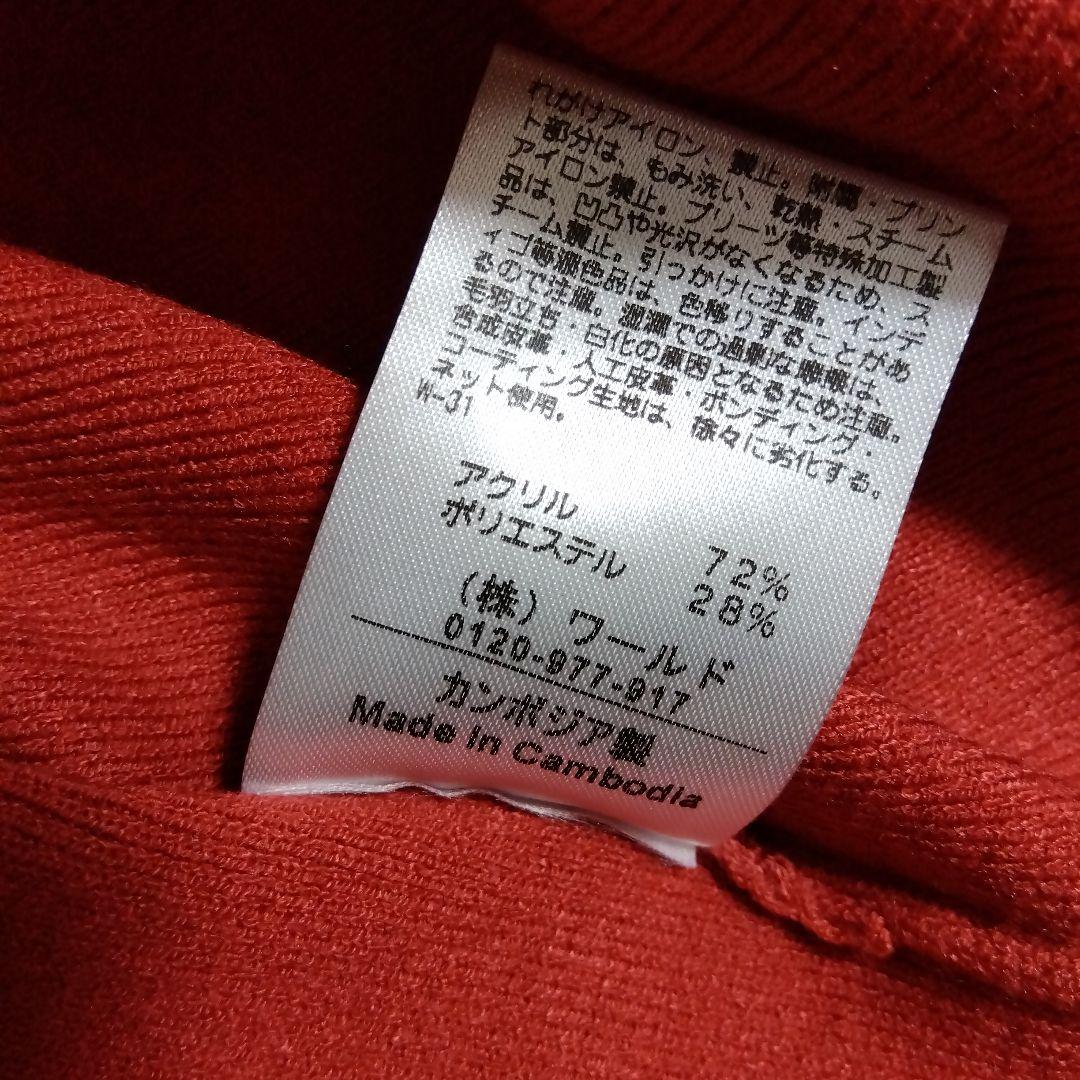 れがけアイロン、禁止。附属・プリン
ト部分は、もみ洗い、乾燥・スチーム
アイロン禁止。プリーツ等特殊加工製
品は、凹凸や光沢がなくなるため、ス
チーム禁止。引っかけに注意。インデ
ィゴ等濃色品は、色移りすることがあ
るので注意。湿潤での過剰な摩擦は、
毛羽立ち・白化の原因となるため注意。
合成皮革・人工皮革・ボンディング・
コーティング生地は、徐々に劣化する。
ネット使用。
W-31
アクリル 72%
ポリエステル 28%
(株) ワールド
0120-977-917
カンボジア製
Made in Cambodia